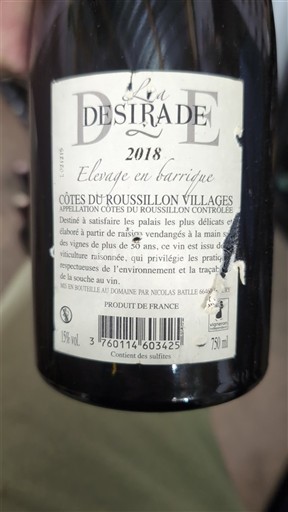 La
DESIRADE
2018
Elevage en barrique
CÔTES DU ROUSSILLON VILLAGES
APPELLATION CÔTES DU ROUSSILLON CONTRÔLÉE
Destiné à satisfaire les palais les plus délicats et
élaboré à partir de raisins vendangés à la main
des vignes de plus de 50 ans, ce vin est issu de
viticulture raisonnée, qui privilégie les
respectueuses de l'environnement et la
de la souche au vin.
MIS EN BOUTEILLE AU DOMAINE PAR NICOLAS BATLLE
PRODUIT DE FRANCE
15% vol.
3 760114 603425
750 ml
Contient des sulfites